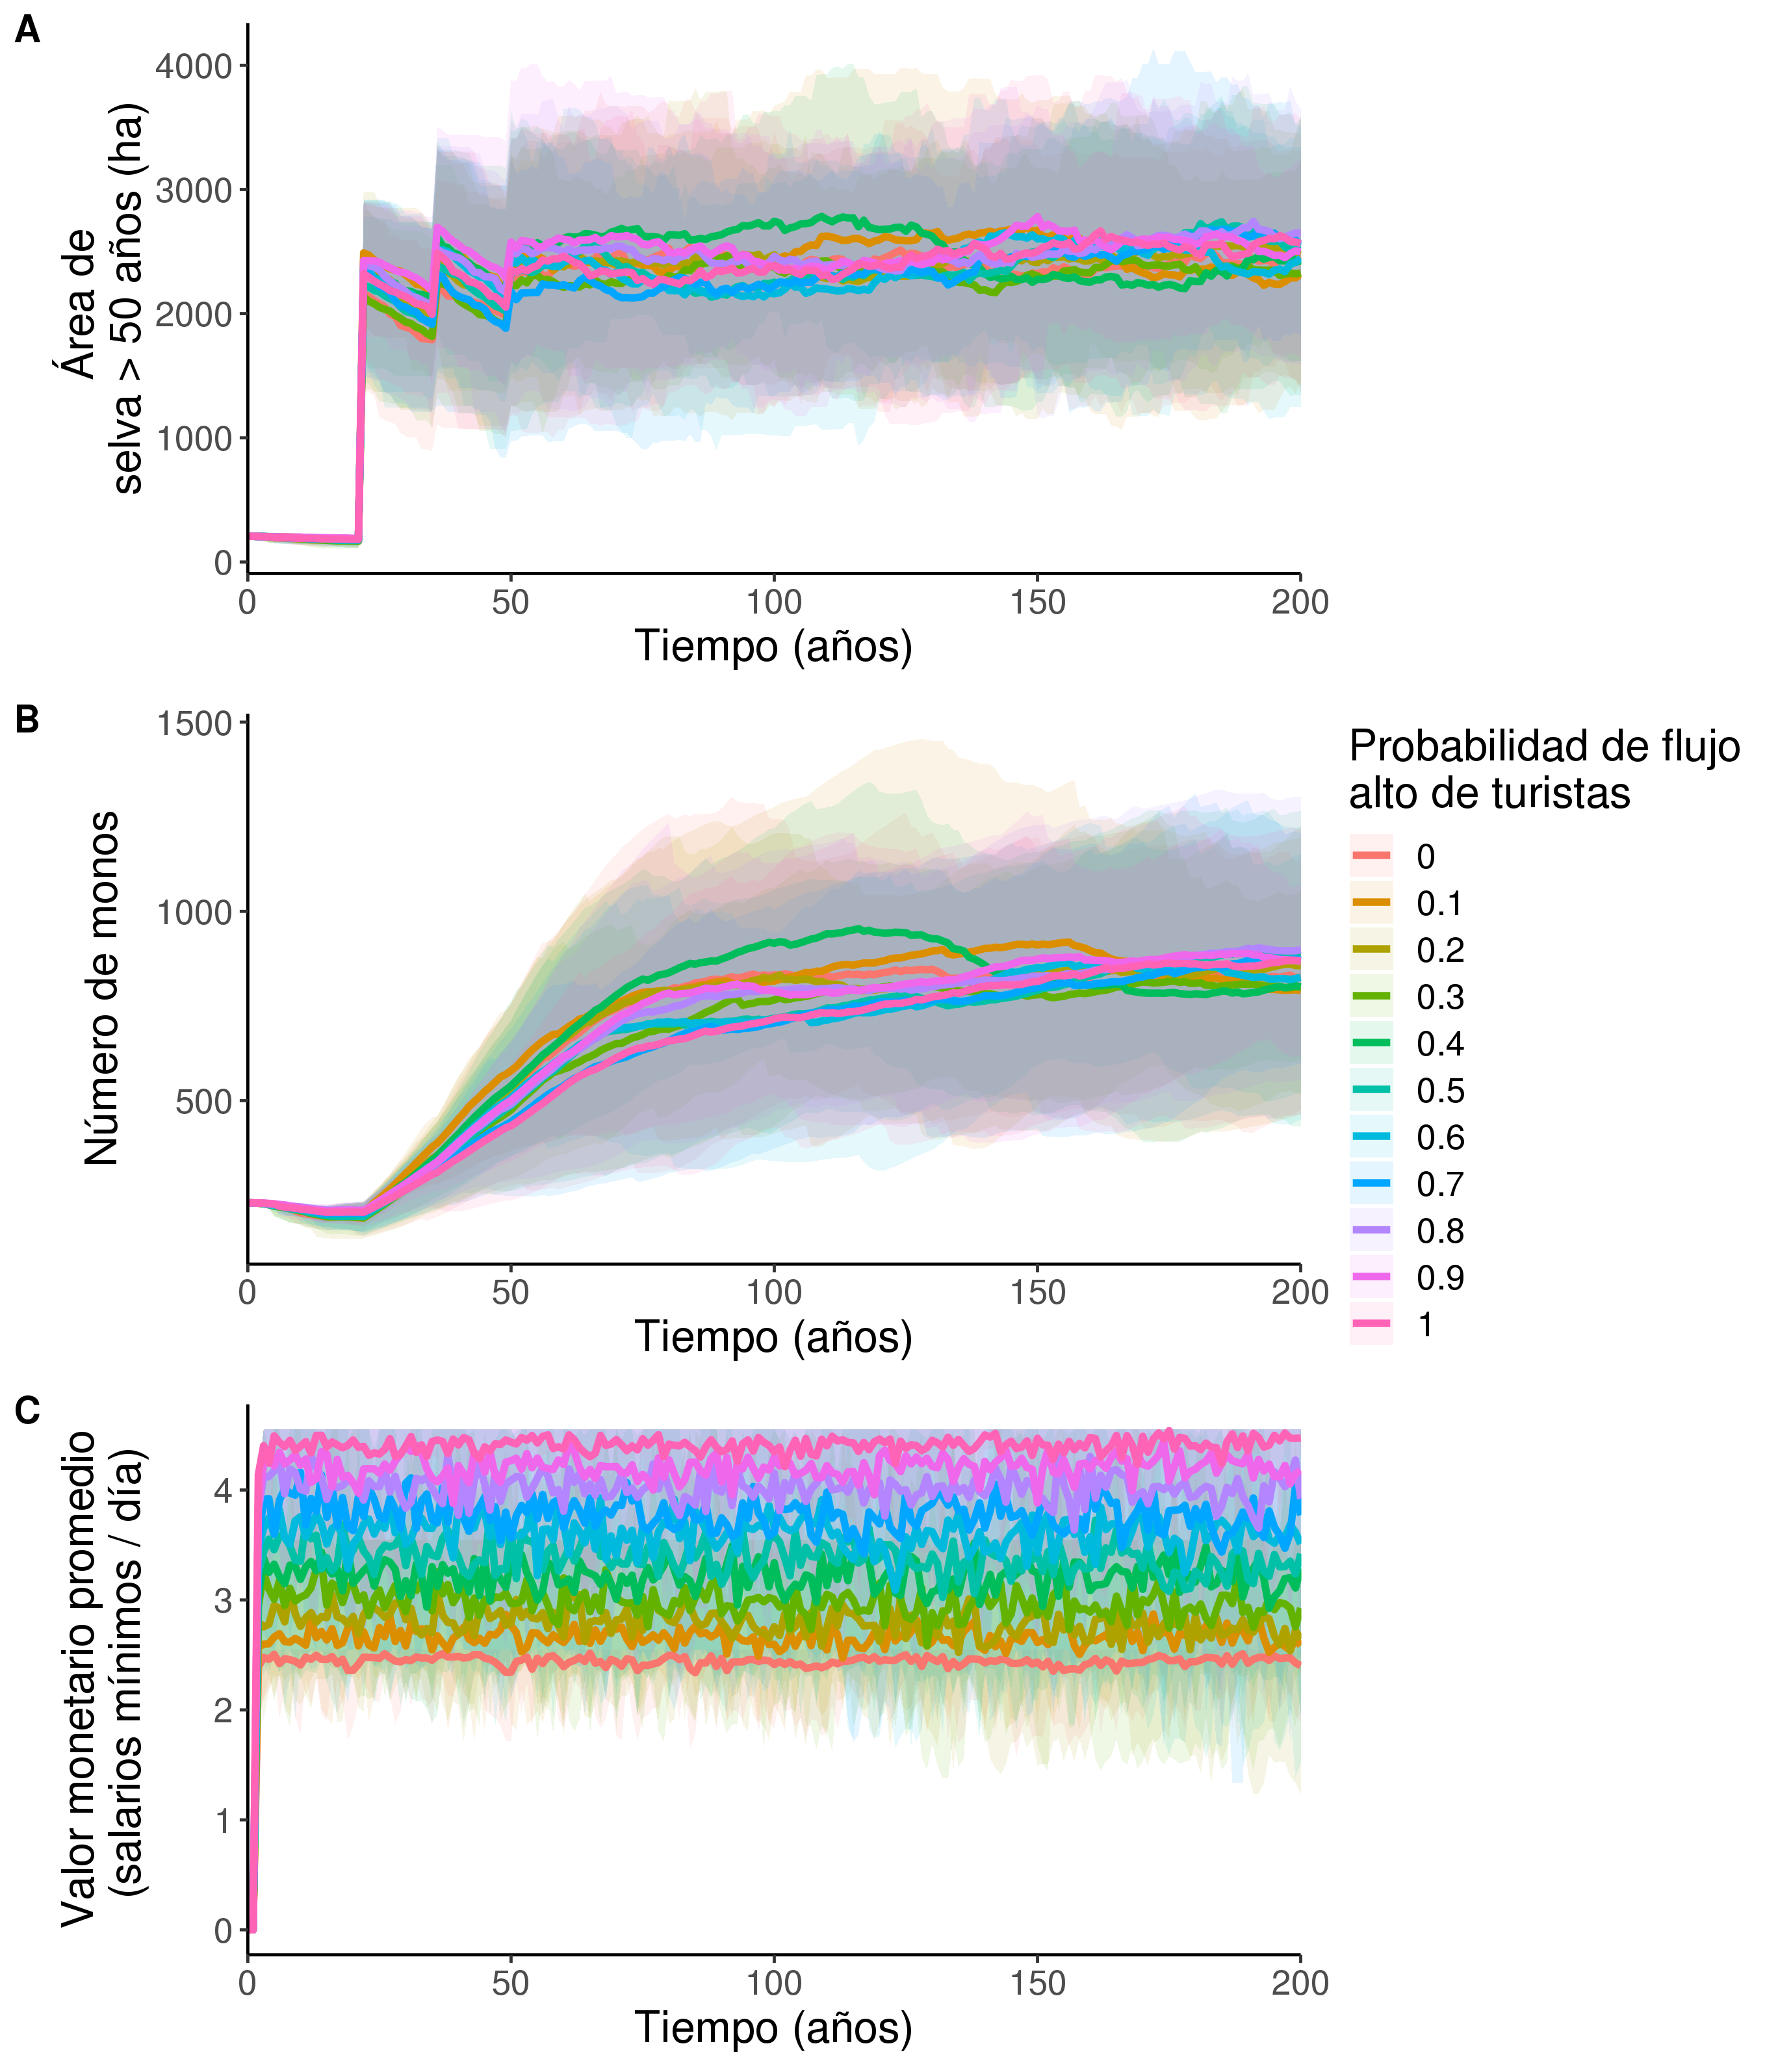 A
Área de
selva > 50 años (ha)
4000
3000
2000
1000
0
0 50 100 150 200
Tiempo (años)
B
Número de monos
1500
1000
500
0 50 100 150 200
Tiempo (años)
Probabilidad de flujo
alto de turistas
0
0.1
0.2
0.3
0.4
0.5
0.6
0.7
0.8
0.9
1
C
Valor monetario promedio
(salarios mínimos / día)
4
3
2
1
0
0 50 100 150 200
Tiempo (años)